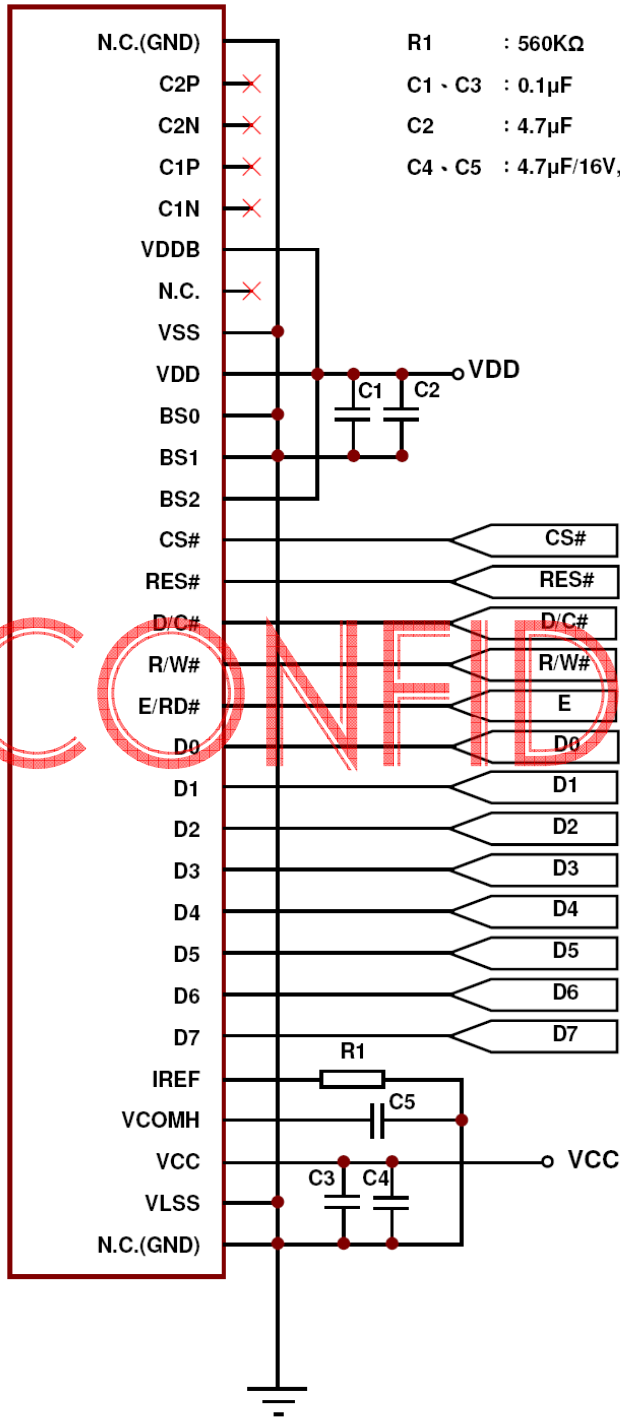 N.C.(GND)
R1 : 560KΩ
C2P
C1、C3 : 0.1µF
C2N
C2 : 4.7µF
C1P
C4、C5 : 4.7µF/16V,
C1N
VDDB
N.C.
VSS
VDD
VDD
C1
C2
BS0
BS1
BS2
CS#
CS#
RES#
RES#
D/C#
D/C#
R/W#
R/W#
E/RD#
E
CONFID
D0
D0
D1
D1
D2
D2
D3
D3
D4
D4
D5
D5
D6
D6
D7
D7
R1
IREF
C5
VCOMH
VCC
VCC
C3
C4
VLSS
N.C.(GND)